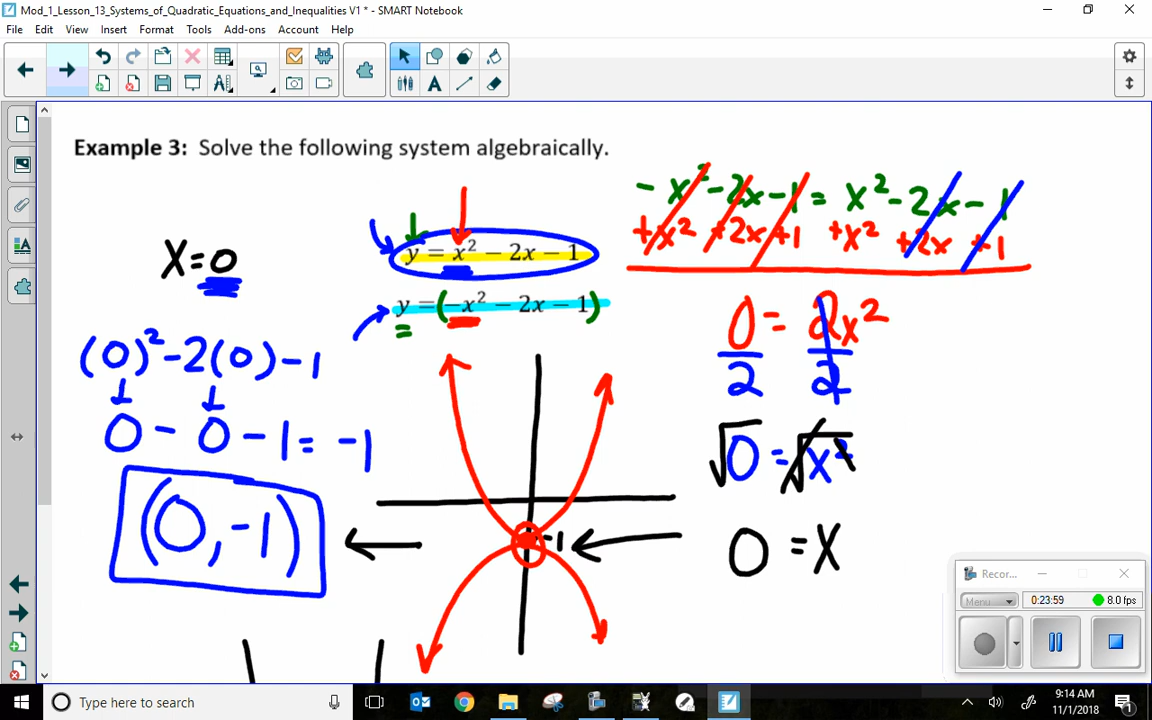 Mod_1_Lesson_13_Systems_of_Quadratic_Equations_and_Inequalities V1 * - SMART Notebook
File Edit View Insert Format Tools Add-ons Account Help
Example 3: Solve the following system algebraically.
y = x² − 2x − 1
y = (−x² − 2x − 1)
=
X = 0
(0)² - 2(0) - 1
0 - 0 - 1 = -1
(0, -1)
-1
- x² - 2x - 1 = x² - 2x - 1
+x² +2x +1 +x² +2x +1
0 = 2x²
2 2
√0 = √x²
0 = X
Recor...
Menu 0:23:59 8.0 fps
Type here to search
9:14 AM
11/1/2018
1